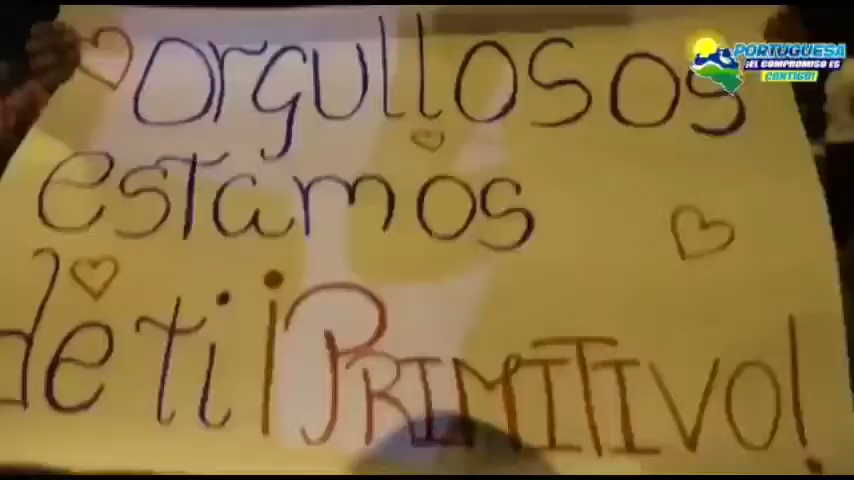 Orgullosos
estamos
de ti ¡PRIMITIVO!
PORTUGUESA
¡EL COMPROMISO ES
CONTIGO!